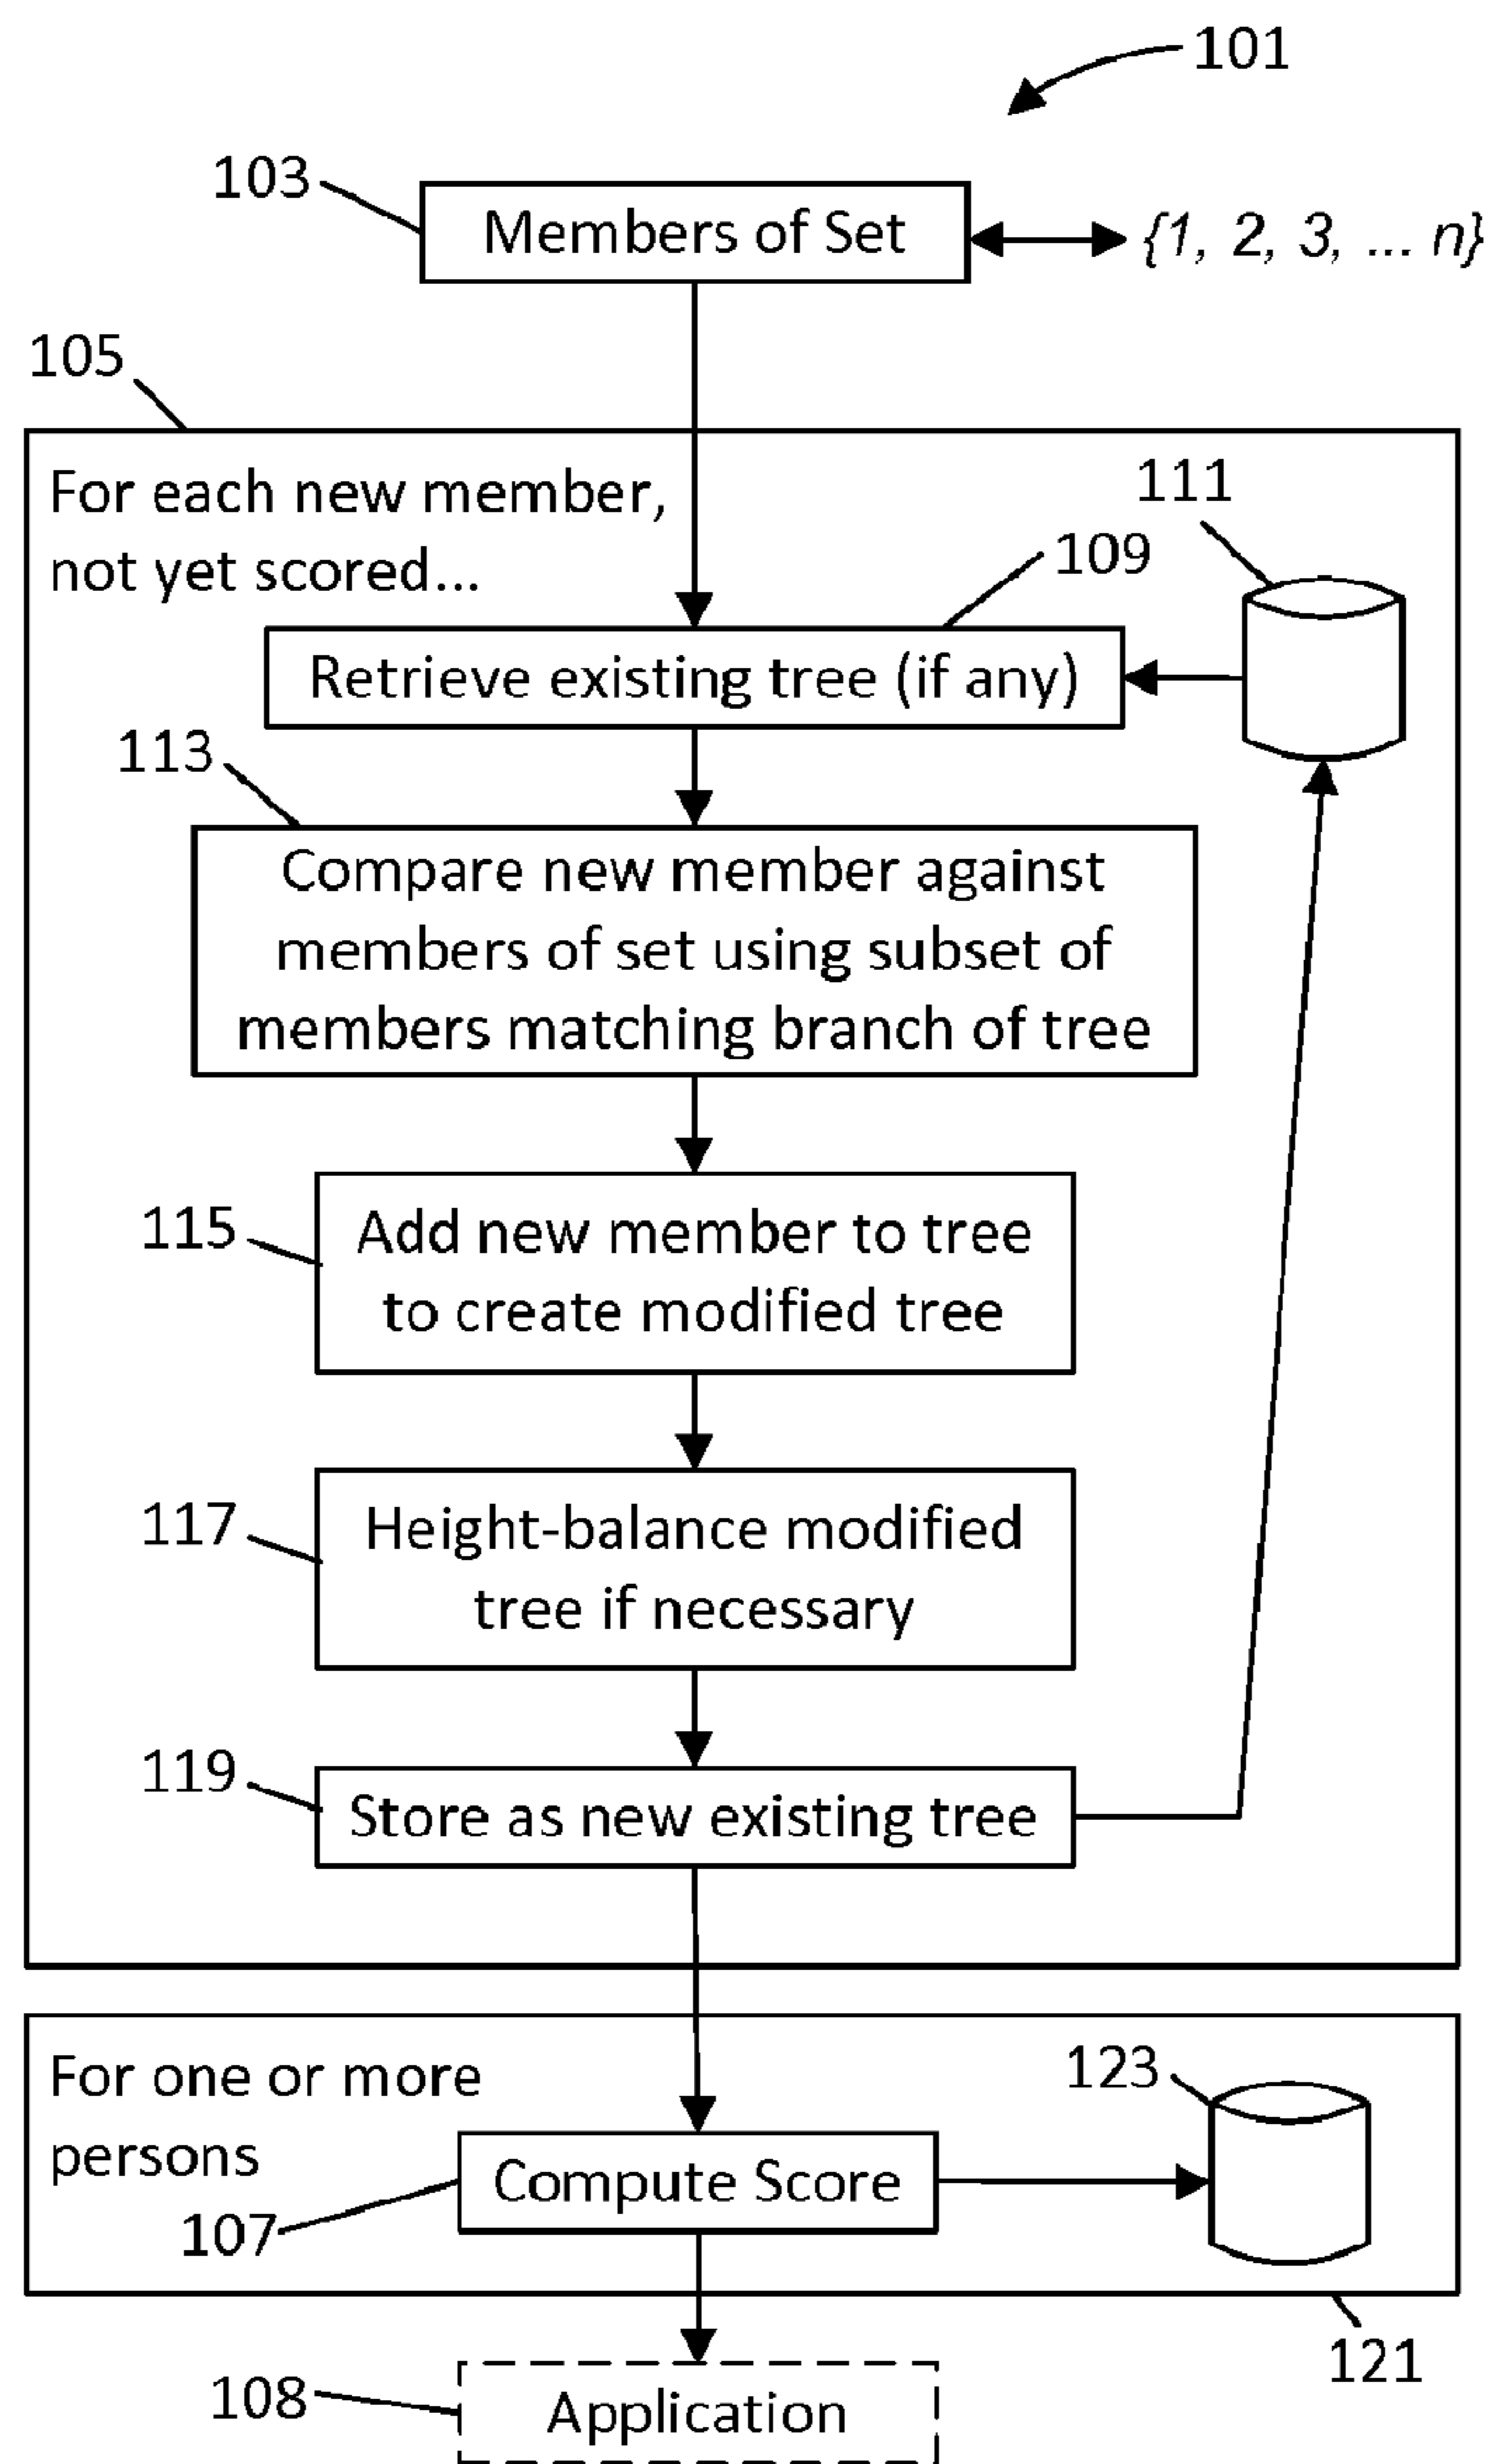 101
103
Members of Set
{1, 2, 3, ... n}
105
For each new member,
not yet scored...
111
109
Retrieve existing tree (if any)
113
Compare new member against
members of set using subset of
members matching branch of tree
115
Add new member to tree
to create modified tree
117
Height-balance modified
tree if necessary
119
Store as new existing tree
For one or more
persons
123
Compute Score
107
121
108
Application